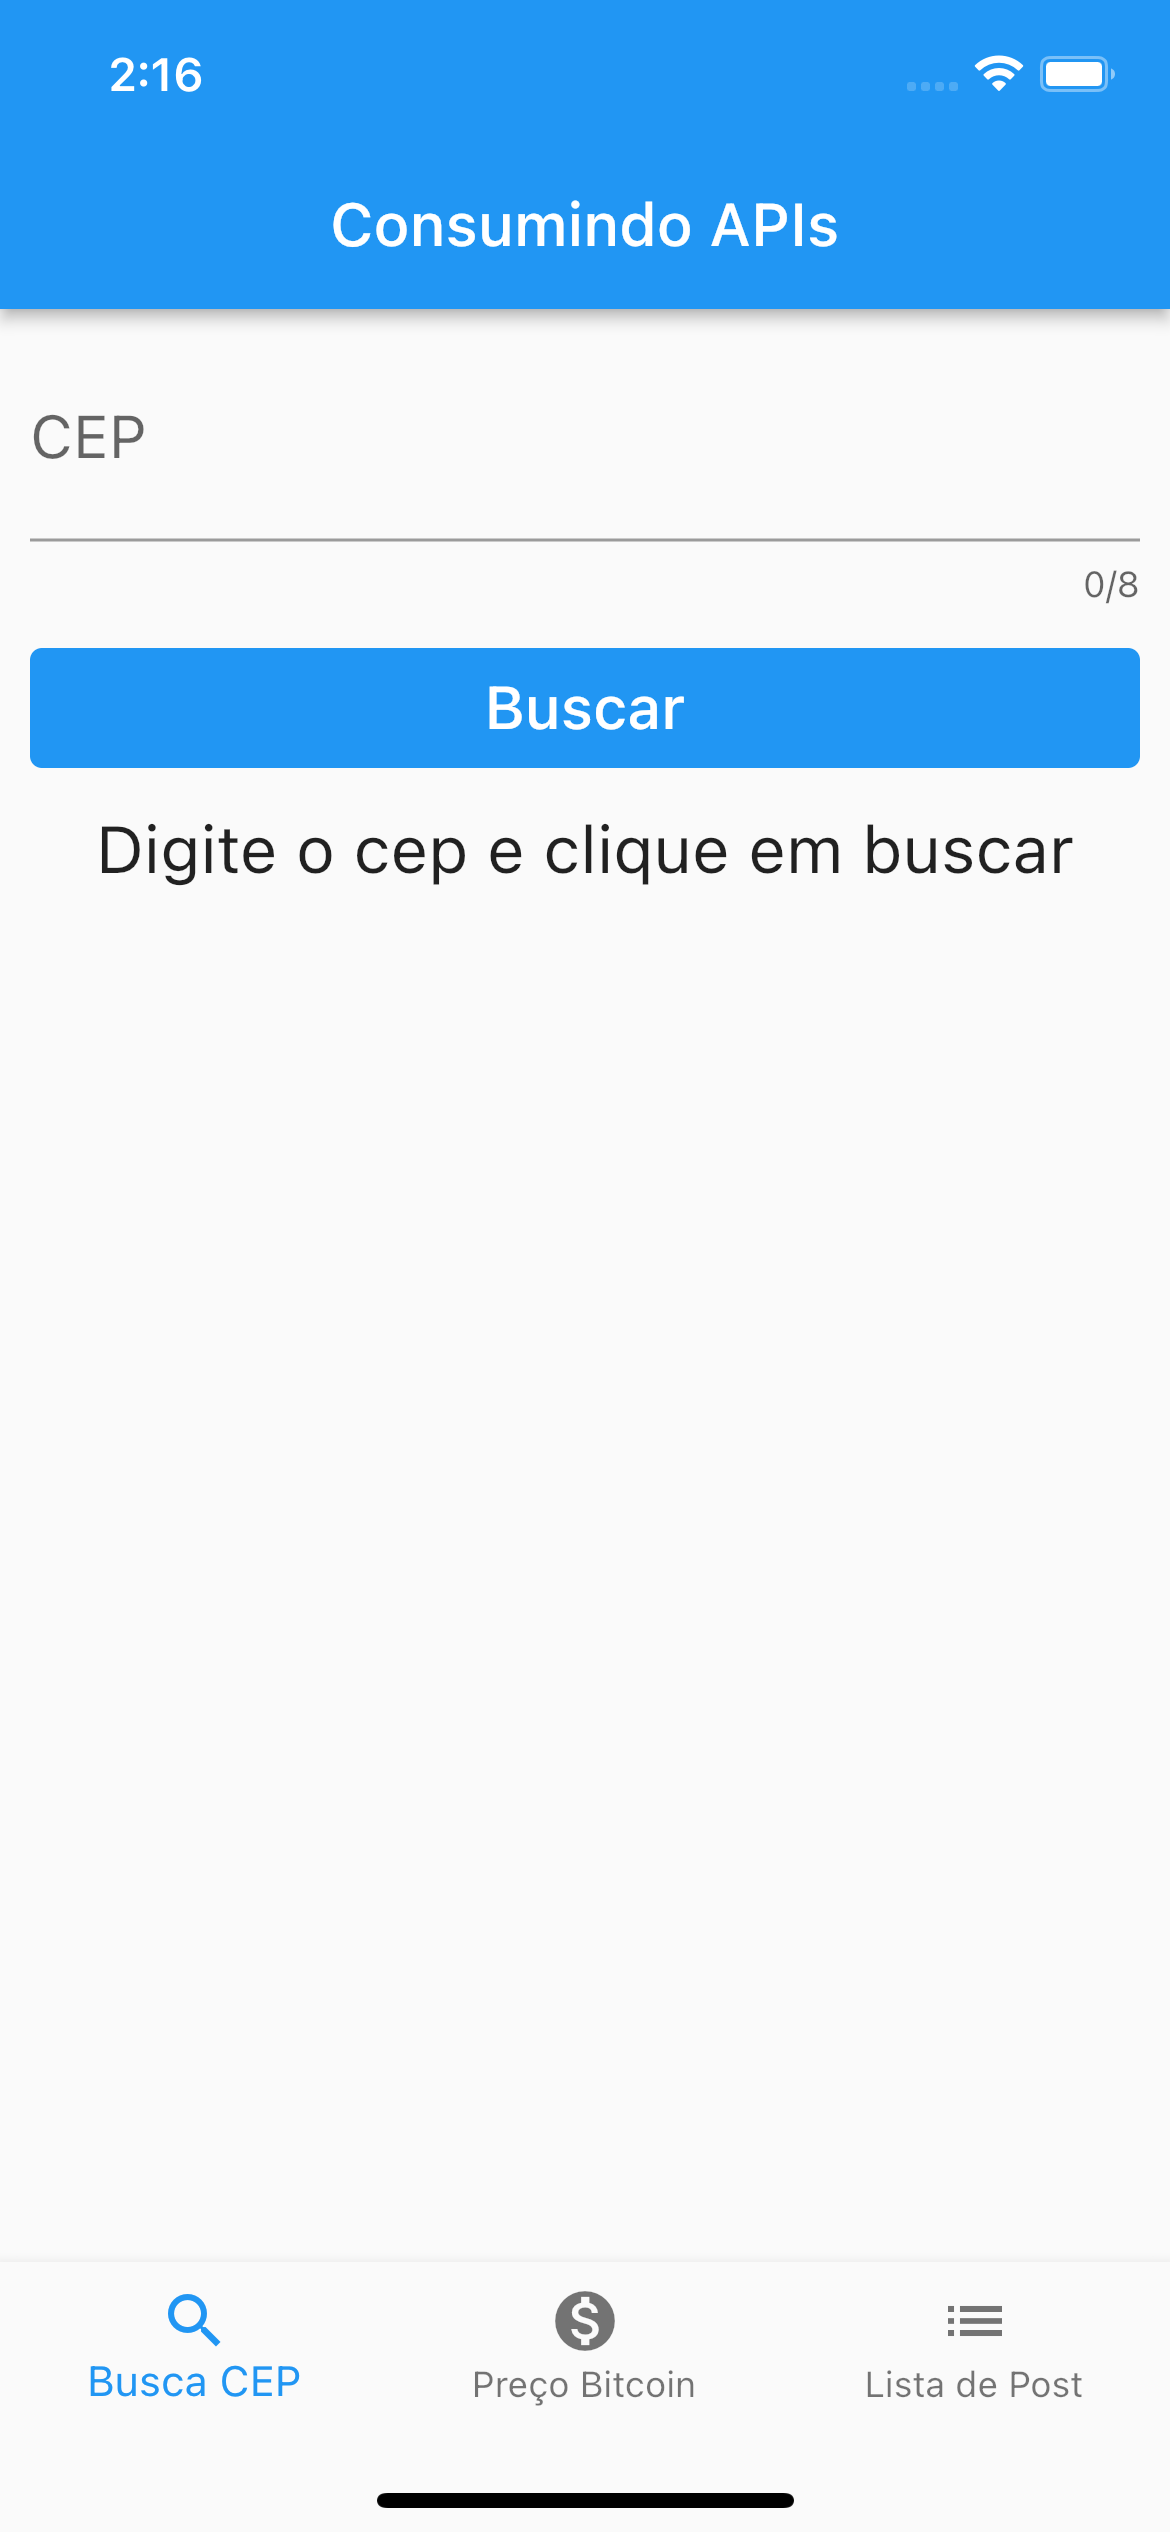 2:16
Consumindo APIs
CEP
0/8
Buscar
Digite o cep e clique em buscar
Busca CEP
Preço Bitcoin
Lista de Post